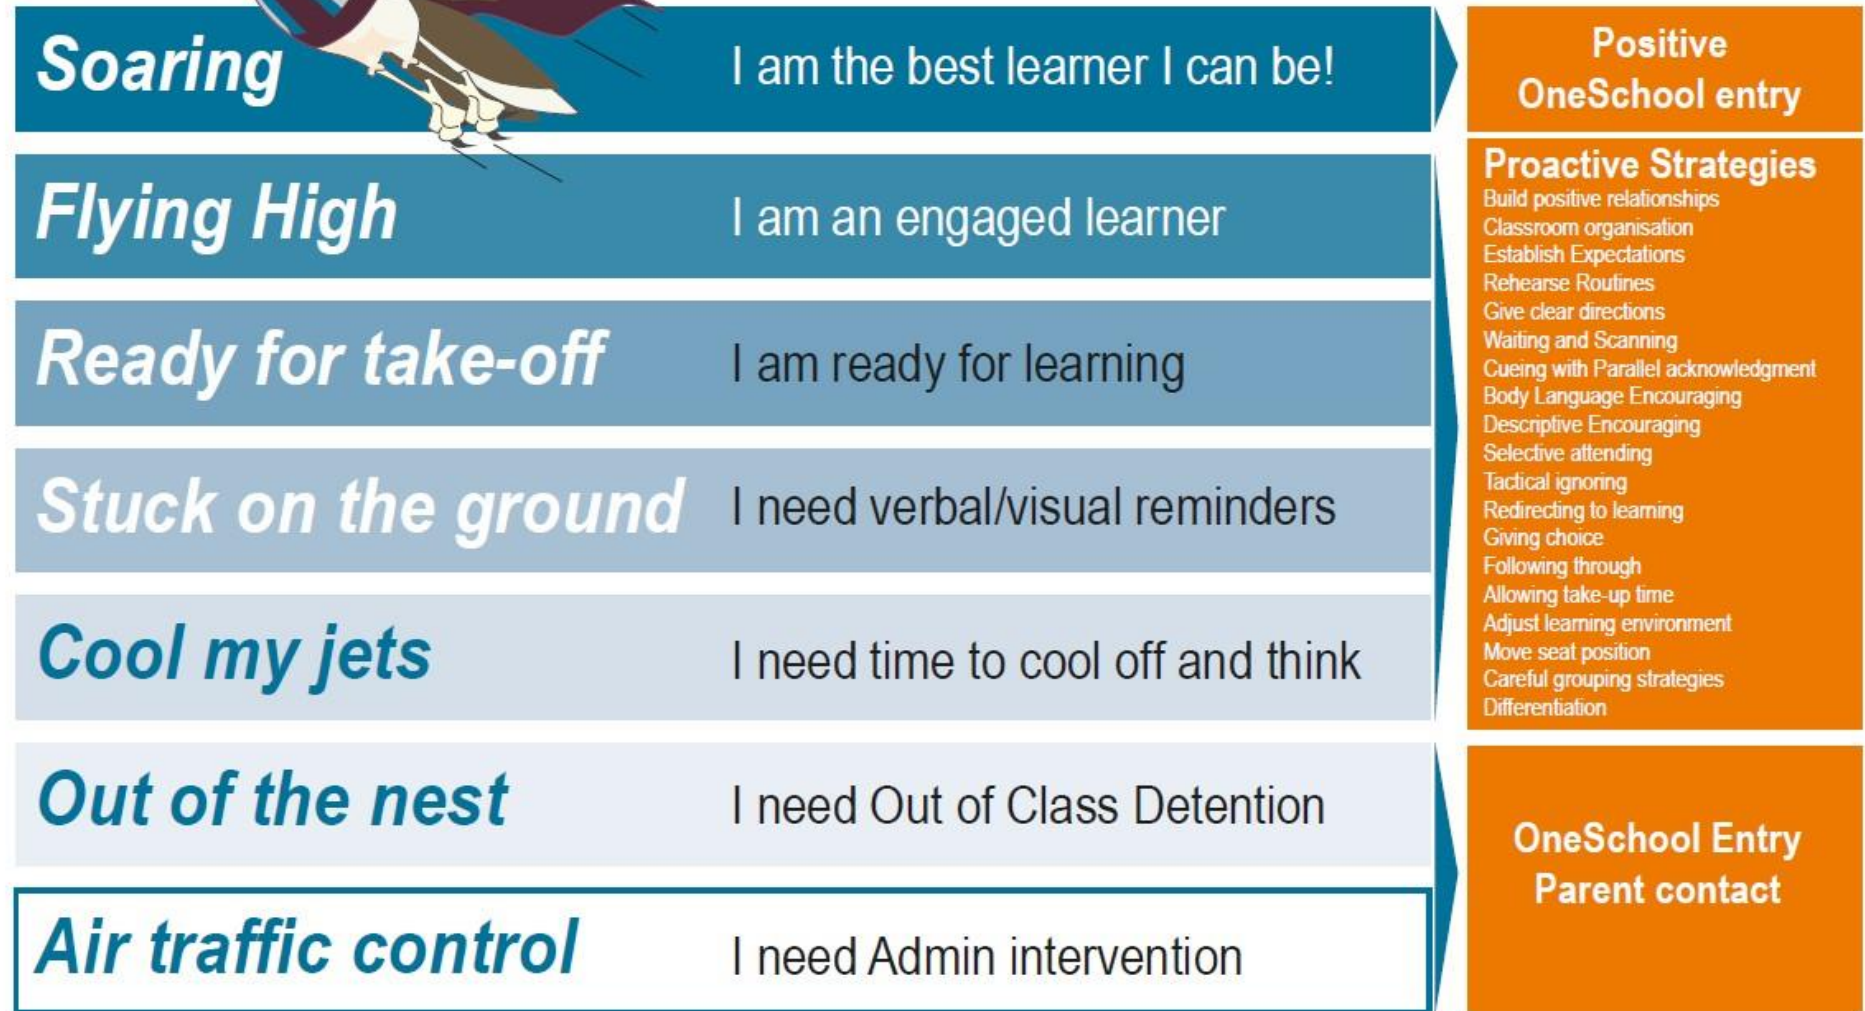 Soaring
I am the best learner I can be!
Positive
OneSchool entry
Flying High
I am an engaged learner
Ready for take-off
I am ready for learning
Stuck on the ground
I need verbal/visual reminders
Cool my jets
I need time to cool off and think
Proactive Strategies
Build positive relationships
Classroom organisation
Establish Expectations
Rehearse Routines
Give clear directions
Waiting and Scanning
Cueing with Parallel acknowledgment
Body Language Encouraging
Descriptive Encouraging
Selective attending
Tactical ignoring
Redirecting to learning
Giving choice
Following through
Allowing take-up time
Adjust learning environment
Move seat position
Careful grouping strategies
Differentiation
Out of the nest
I need Out of Class Detention
Air traffic control
I need Admin intervention
OneSchool Entry
Parent contact